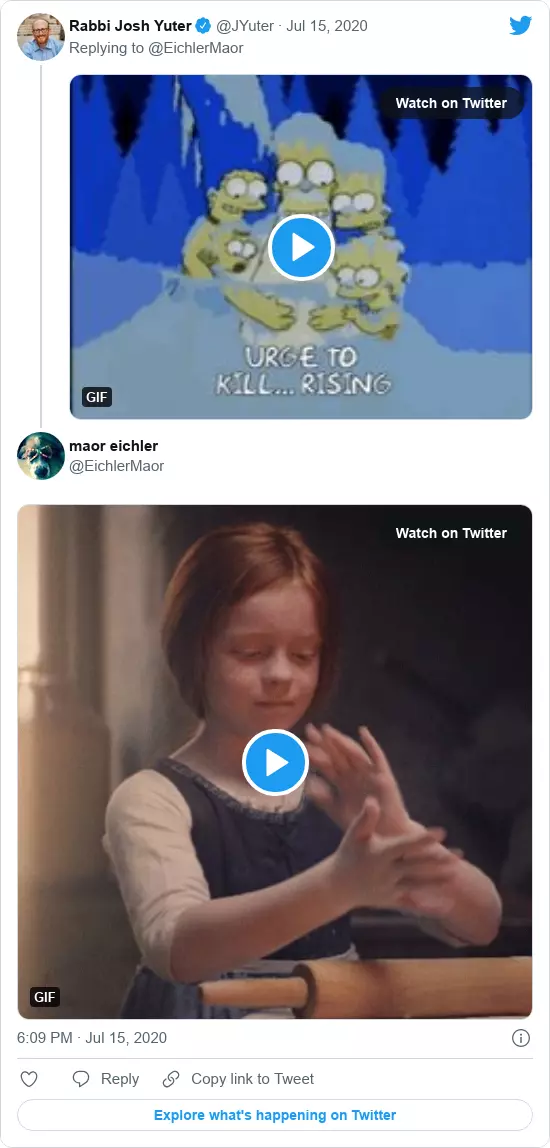 Rabbi Josh Yuter @JYuter · Jul 15, 2020
Replying to @EichlerMaor
Watch on Twitter
URGE TO
KILL... RISING
GIF
maor eichler
@EichlerMaor
Watch on Twitter
GIF
6:09 PM · Jul 15, 2020
Reply
Copy link to Tweet
Explore what's happening on Twitter